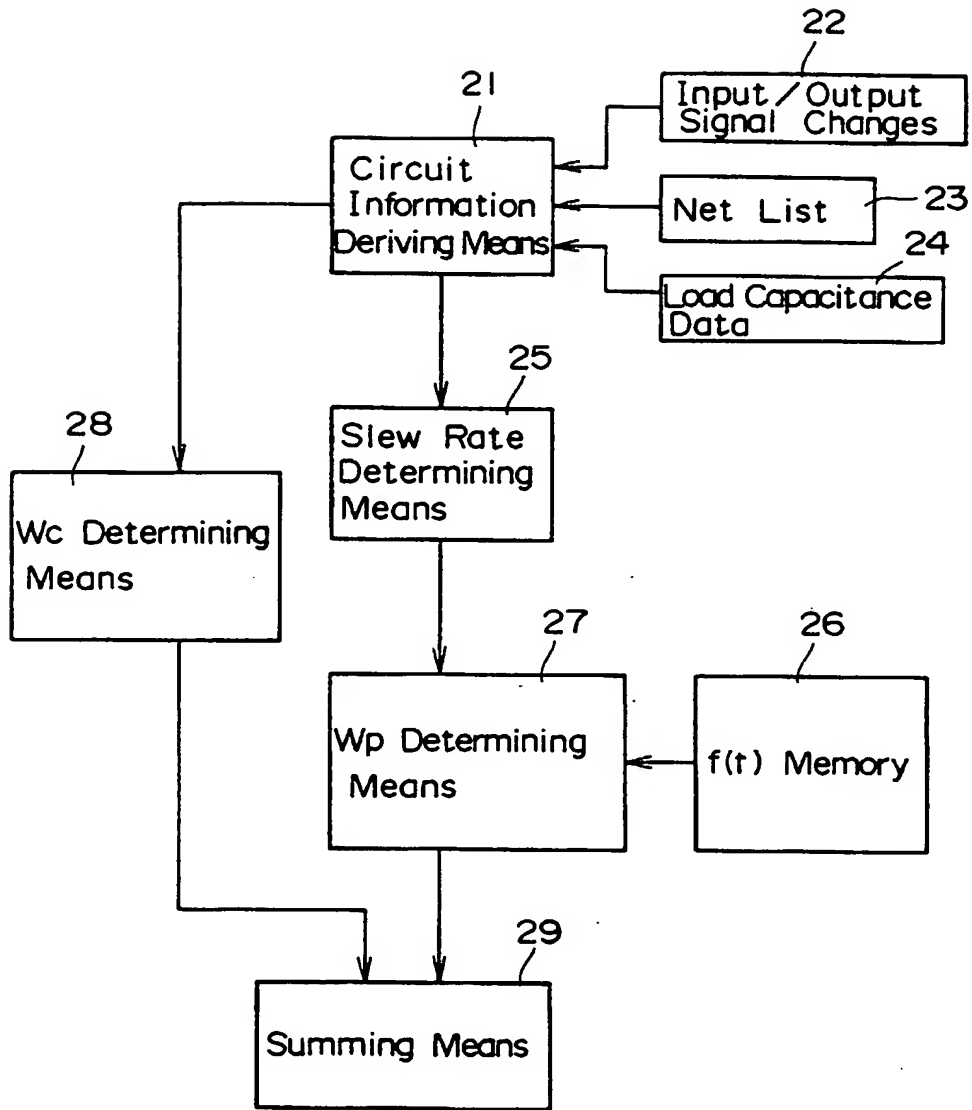 22
Input / Output
Signal Changes
21
Circuit
Information
Deriving Means
Net List
23
24
Load Capacitance
Data
25
Slew Rate
Determining
Means
28
Wc Determining
Means
27
Wp Determining
Means
26
f(t) Memory
29
Summing Means